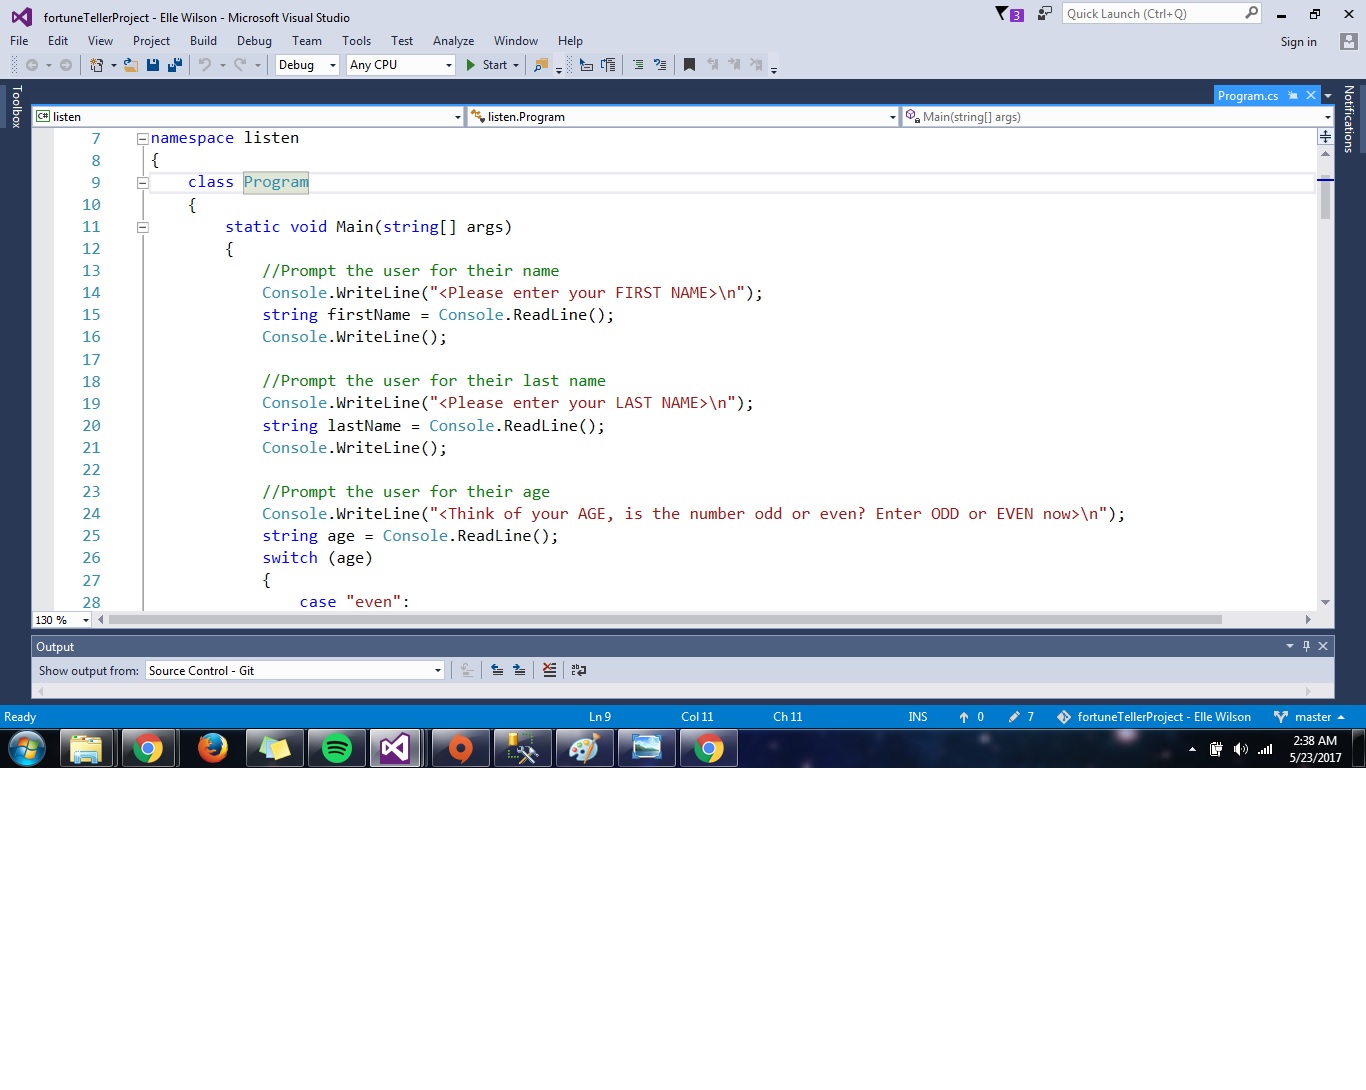 fortuneTellerProject - Elle Wilson - Microsoft Visual Studio
3
Quick Launch (Ctrl+Q)
File Edit View Project Build Debug Team Tools Test Analyze Window Help
Sign in
Debug Any CPU Start
Toolbox
Program.cs
Notifications
C# listen
listen.Program
Main(string[] args)
7 namespace listen
8 {
9 class Program
10 {
11 static void Main(string[] args)
12 {
13 //Prompt the user for their name
14 Console.WriteLine("<Please enter your FIRST NAME>\n");
15 string firstName = Console.ReadLine();
16 Console.WriteLine();
17
18 //Prompt the user for their last name
19 Console.WriteLine("<Please enter your LAST NAME>\n");
20 string lastName = Console.ReadLine();
21 Console.WriteLine();
22
23 //Prompt the user for their age
24 Console.WriteLine("<Think of your AGE, is the number odd or even? Enter ODD or EVEN now>\n");
25 string age = Console.ReadLine();
26 switch (age)
27 {
28 case "even":
130 %
Output
Show output from: Source Control - Git
Ready Ln 9 Col 11 Ch 11 INS 0 7 fortuneTellerProject - Elle Wilson master
2:38 AM
5/23/2017